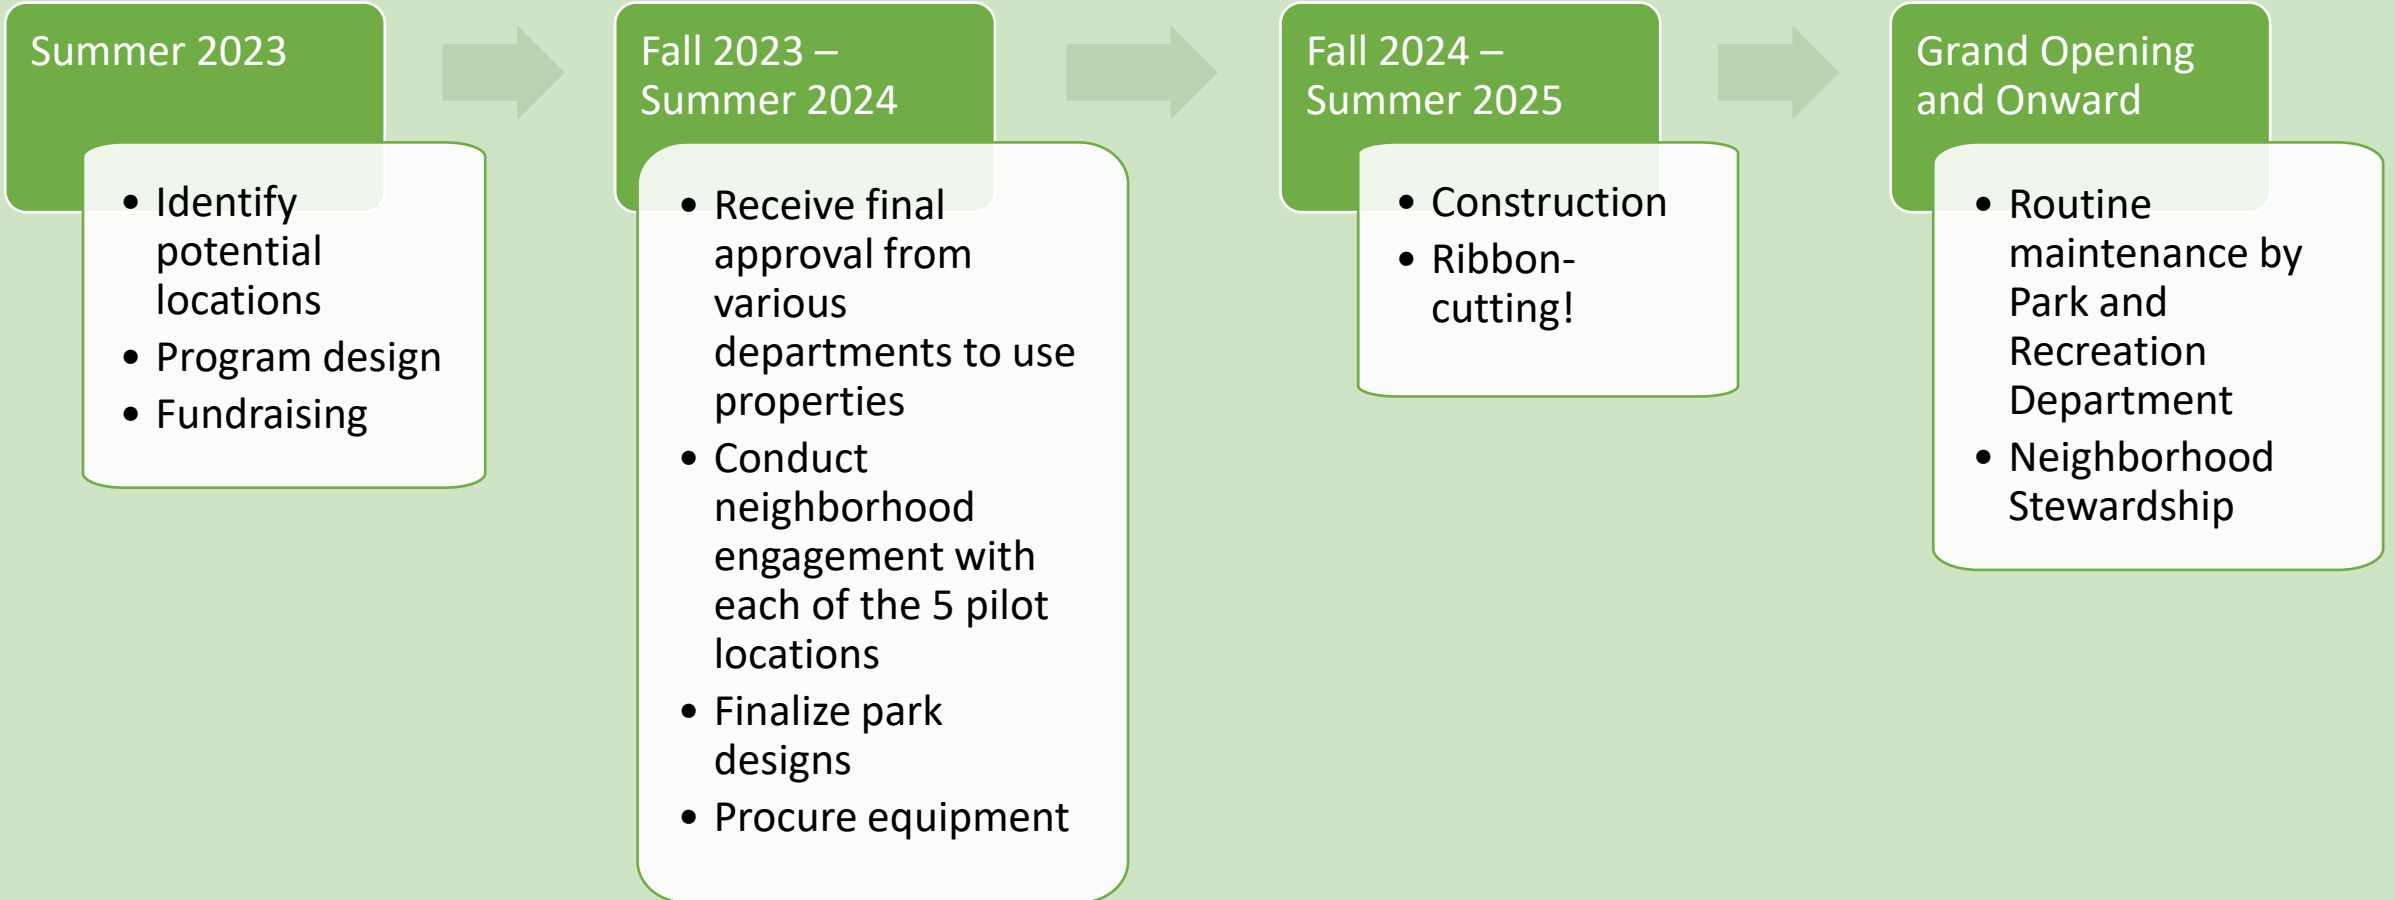 Summer 2023
• Identify
potential
locations
• Program design
• Fundraising
Fall 2023 –
Summer 2024
• Receive final
approval from
various
departments to use
properties
• Conduct
neighborhood
engagement with
each of the 5 pilot
locations
• Finalize park
designs
• Procure equipment
Fall 2024 –
Summer 2025
• Construction
• Ribbon-
cutting!
Grand Opening
and Onward
• Routine
maintenance by
Park and
Recreation
Department
• Neighborhood
Stewardship